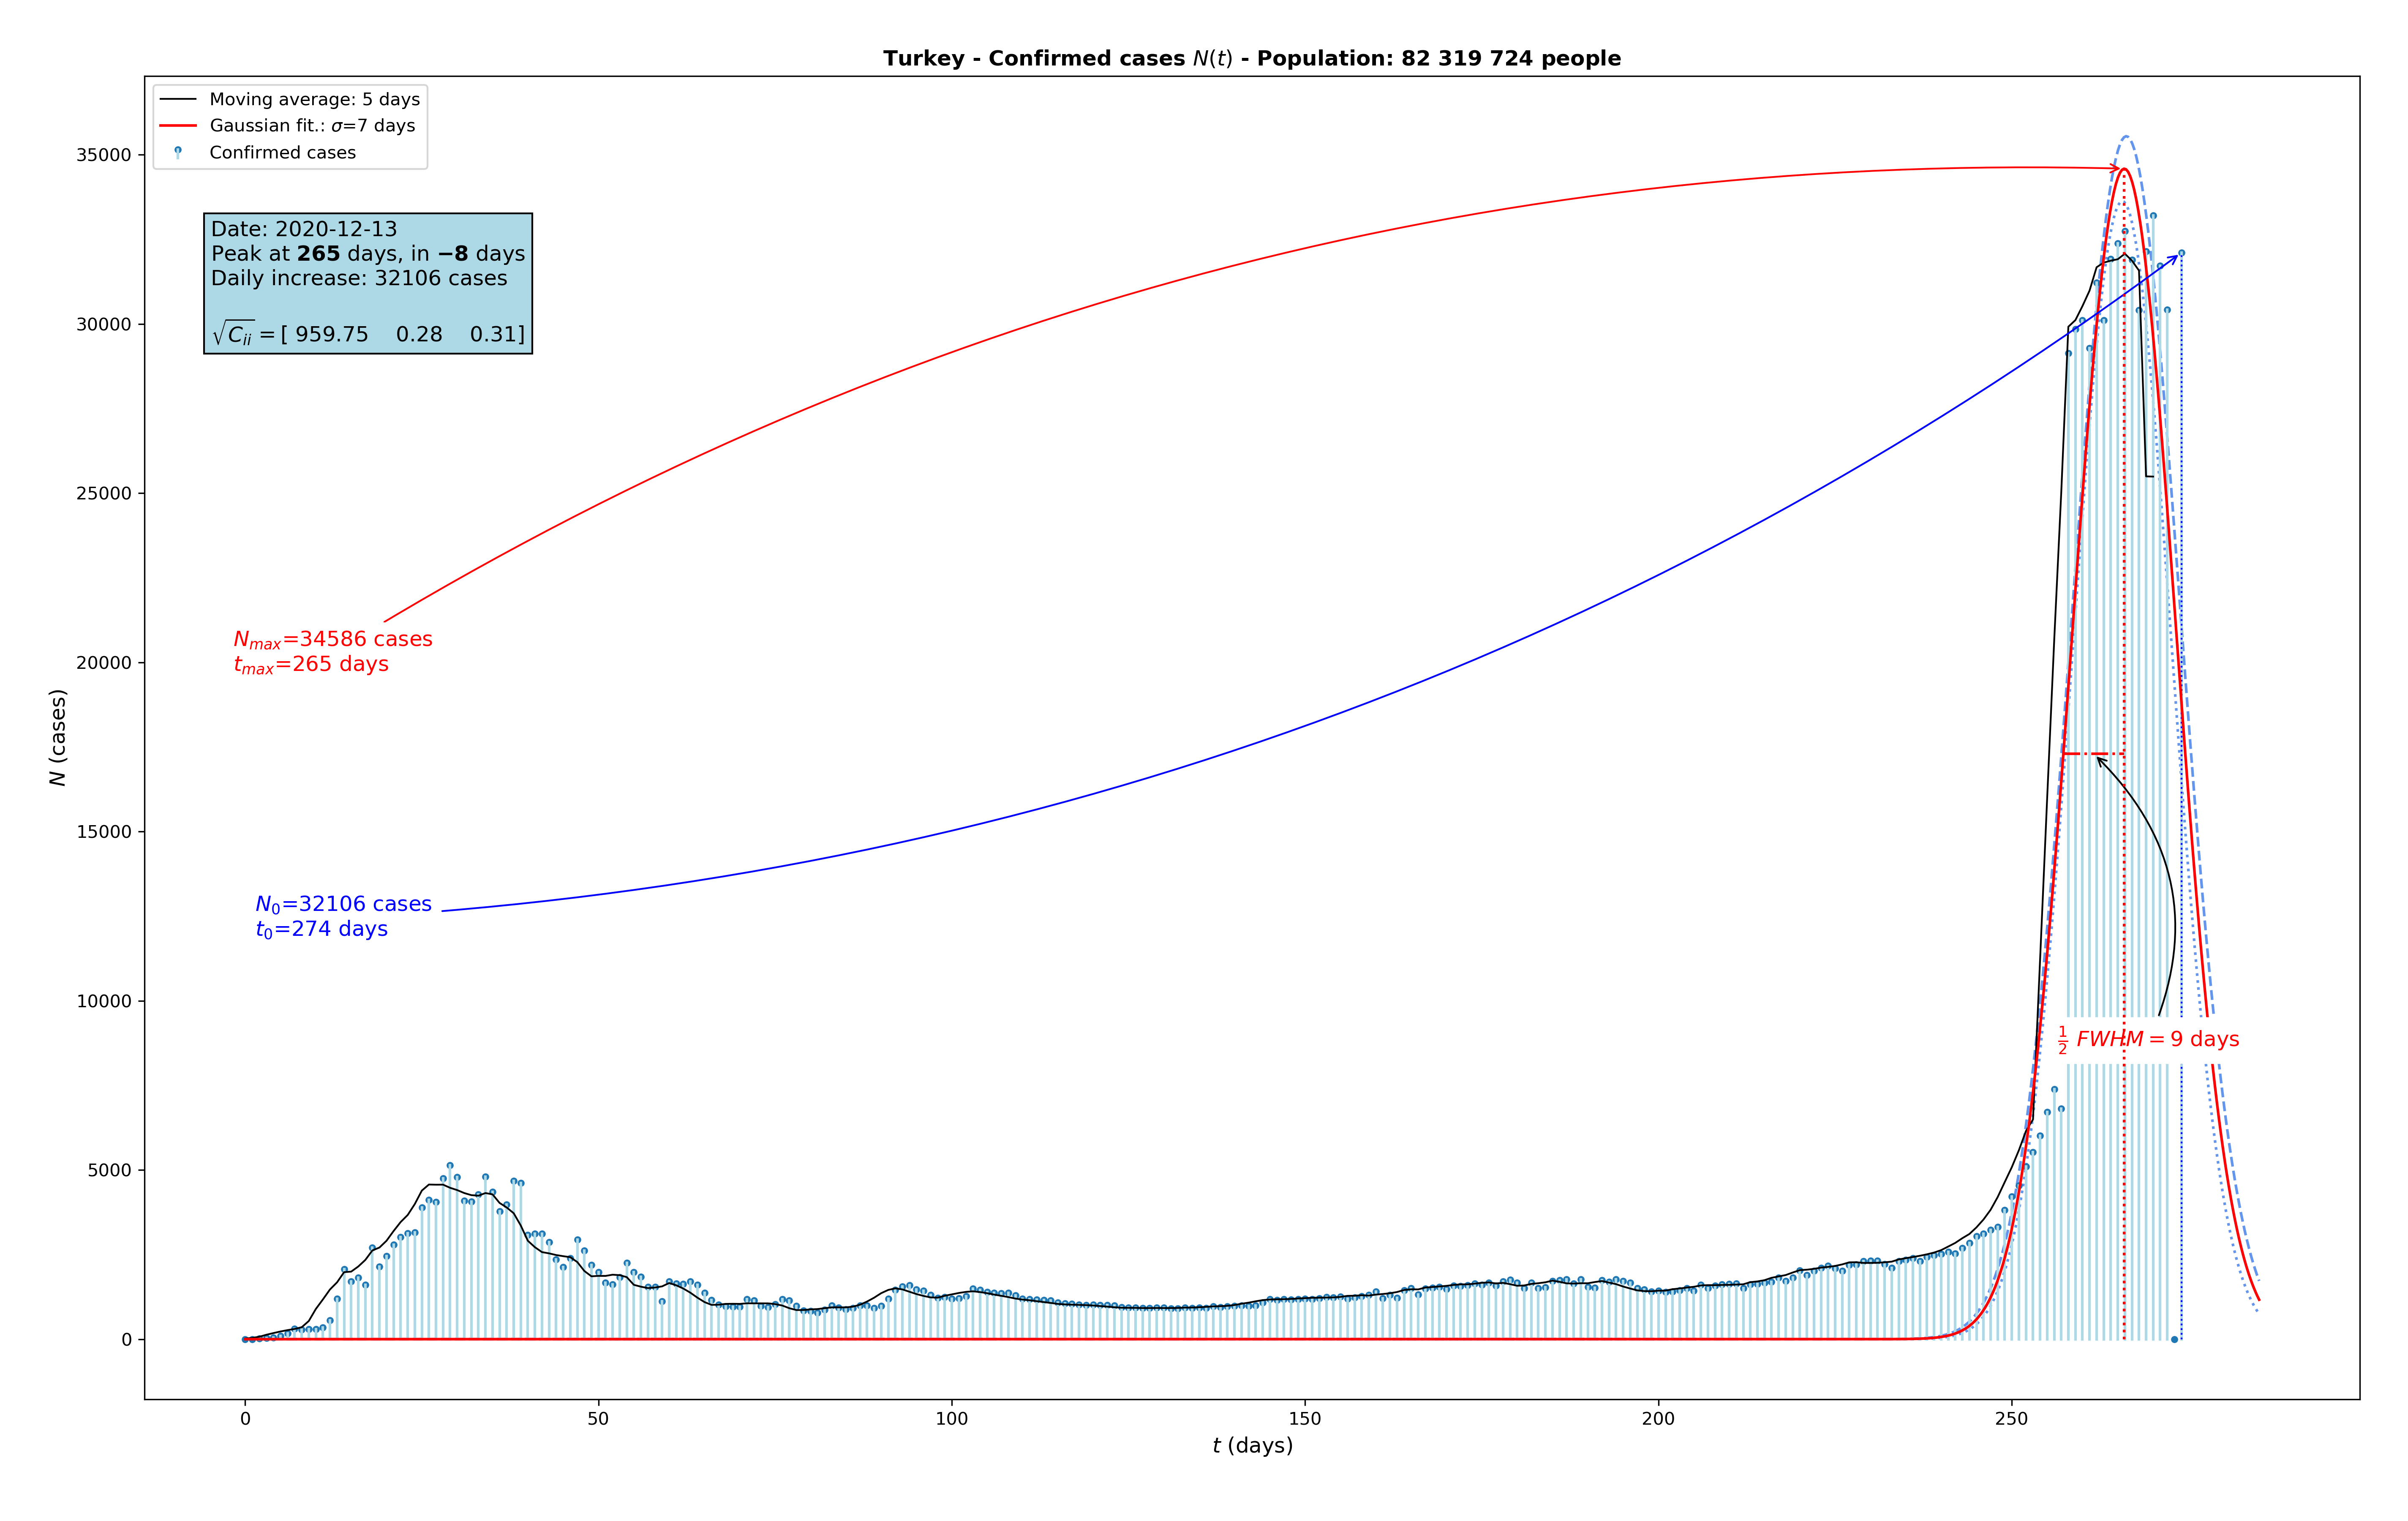 Turkey - Confirmed cases N(t) - Population: 82 319 724 people
Moving average: 5 days
Gaussian fit.: σ=7 days
Confirmed cases
Date: 2020-12-13
Peak at 265 days, in −8 days
Daily increase: 32106 cases
√Cᵢᵢ = [ 959.75 0.28 0.31]
N_max=34586 cases
t_max=265 days
N₀=32106 cases
t₀=274 days
½ FWHM = 9 days
35000
30000
25000
20000
15000
10000
5000
0
N (cases)
0 50 100 150 200 250
t (days)